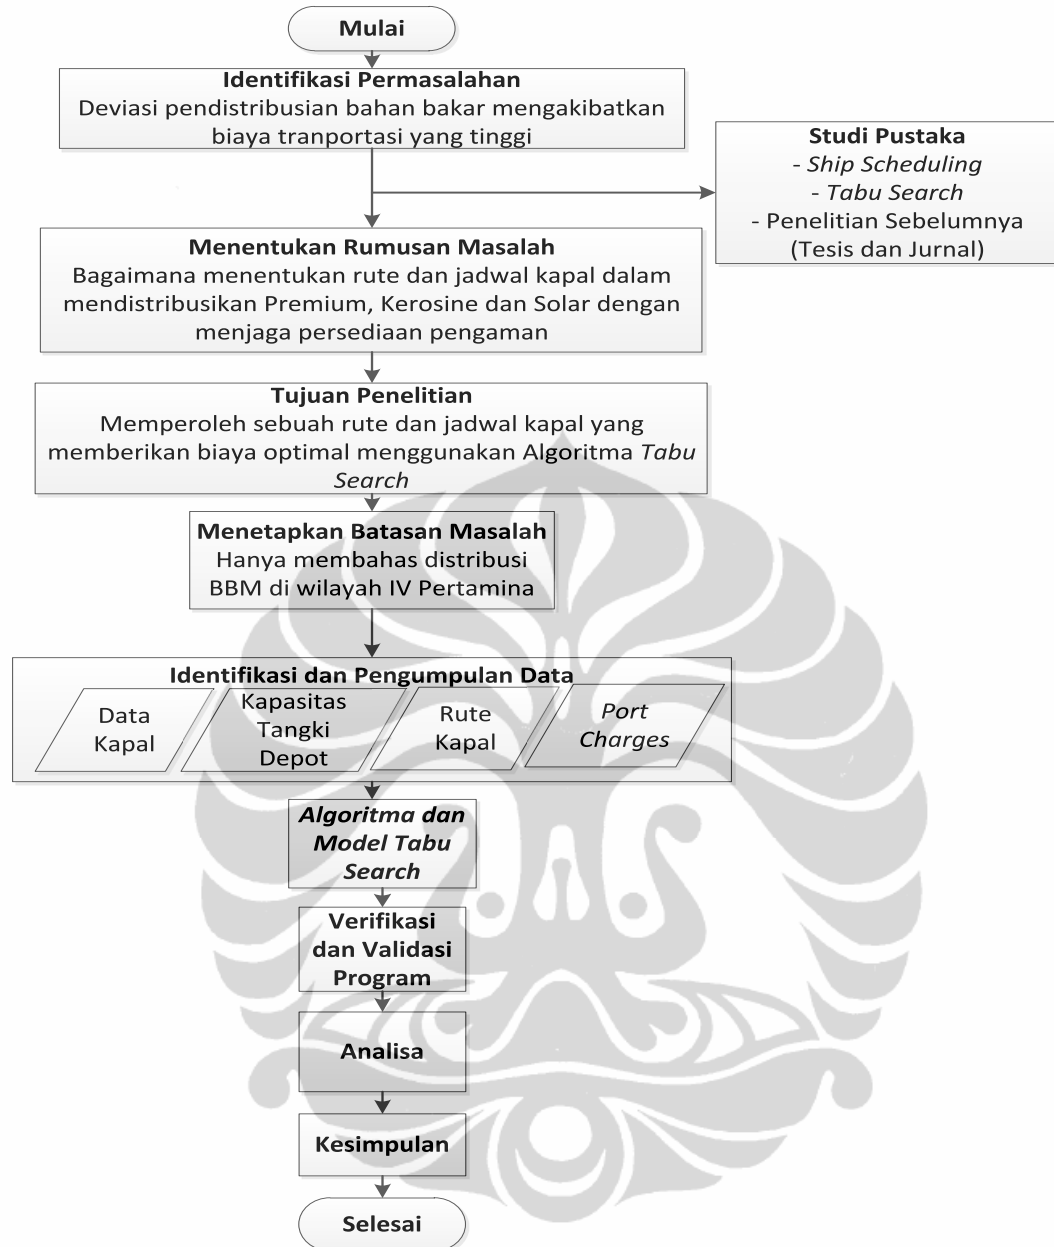 Mulai
Identifikasi Permasalahan
Deviasi pendistribusian bahan bakar mengakibatkan
biaya tranportasi yang tinggi
Studi Pustaka
- Ship Scheduling
- Tabu Search
- Penelitian Sebelumnya
(Tesis dan Jurnal)
Menentukan Rumusan Masalah
Bagaimana menentukan rute dan jadwal kapal dalam
mendistribusikan Premium, Kerosine dan Solar dengan
menjaga persediaan pengaman
Tujuan Penelitian
Memperoleh sebuah rute dan jadwal kapal yang
memberikan biaya optimal menggunakan Algoritma Tabu
Search
Menetapkan Batasan Masalah
Hanya membahas distribusi
BBM di wilayah IV Pertamina
Identifikasi dan Pengumpulan Data
Data
Kapal
Kapasitas
Tangki
Depot
Rute
Kapal
Port
Charges
Algoritma dan
Model Tabu
Search
Verifikasi
dan Validasi
Program
Analisa
Kesimpulan
Selesai